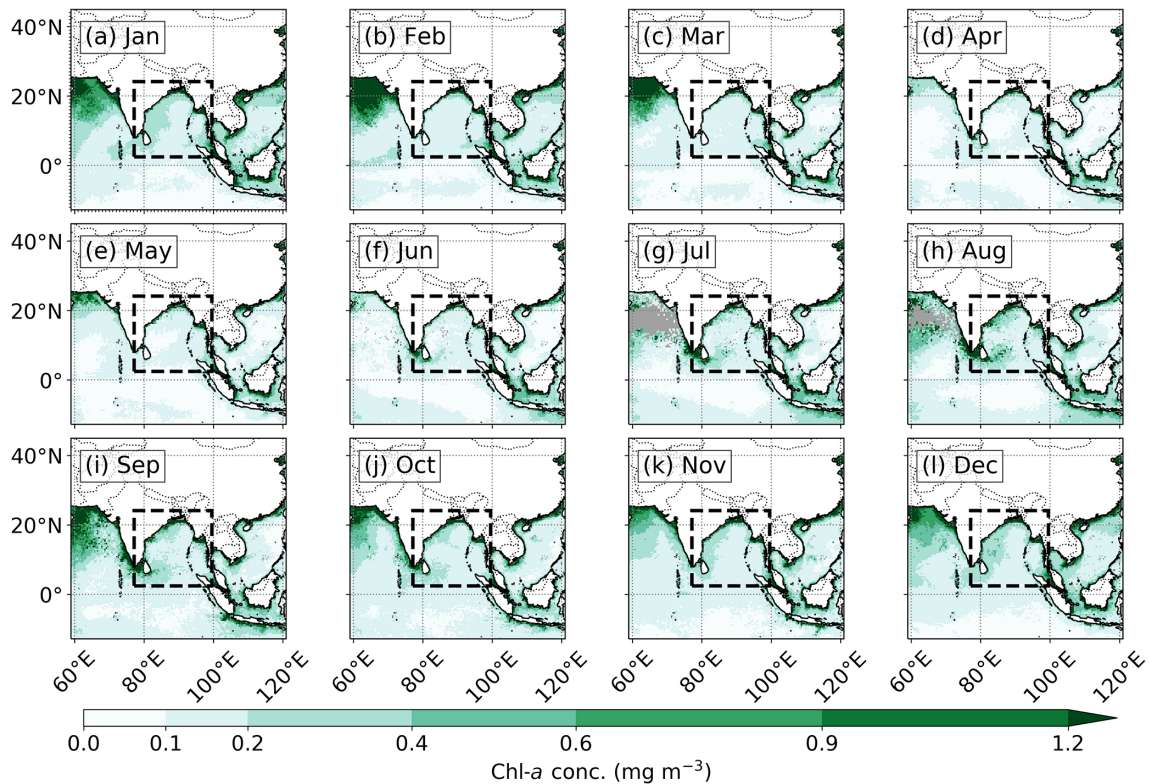 (a) Jan (b) Feb (c) Mar (d) Apr
40°N
20°N
0°
(e) May (f) Jun (g) Jul (h) Aug
40°N
20°N
0°
(i) Sep (j) Oct (k) Nov (l) Dec
40°N
20°N
0°
60°E 80°E 100°E 120°E 60°E 80°E 100°E 120°E 60°E 80°E 100°E 120°E 60°E 80°E 100°E 120°E
0.0 0.1 0.2 0.4 0.6 0.9 1.2
Chl-a conc. (mg m⁻³)